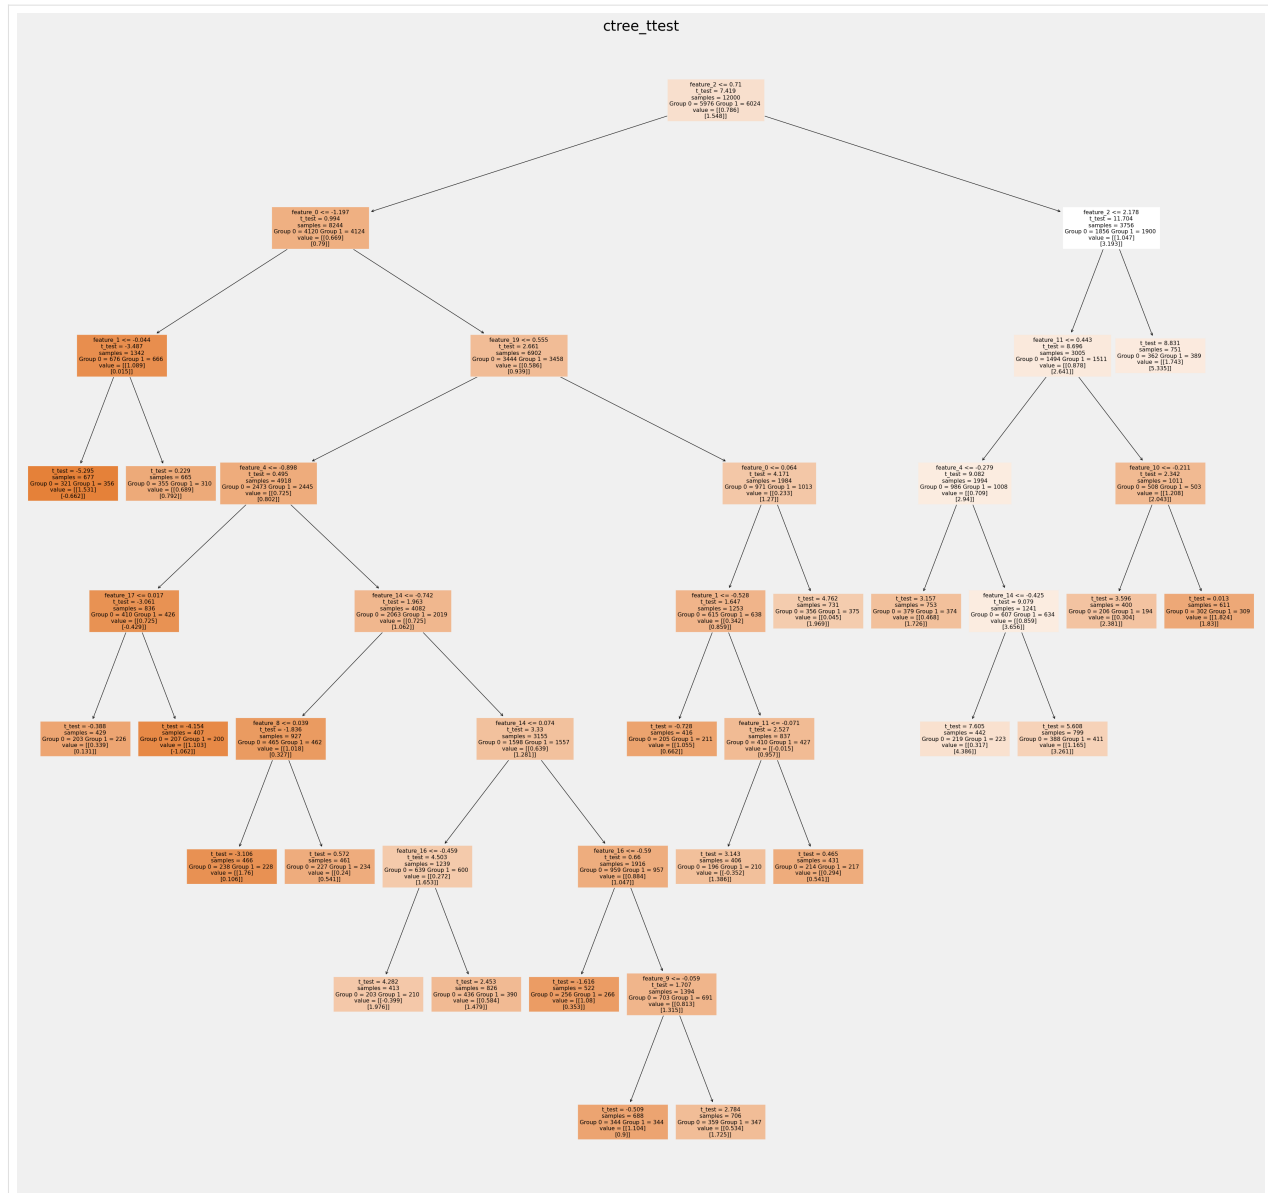 ctree_ttest
feature_2 <= 0.71
t_test = 7.419
samples = 12000
Group 0 = 5976 Group 1 = 6024
value = [[0.786]
[1.548]]
feature_0 <= -1.197
t_test = 0.994
samples = 8244
Group 0 = 4120 Group 1 = 4124
value = [[0.669]
[0.79]]
feature_2 <= 2.178
t_test = 11.704
samples = 3756
Group 0 = 1856 Group 1 = 1900
value = [[1.047]
[3.193]]
feature_1 <= -0.044
t_test = -3.487
samples = 1342
Group 0 = 676 Group 1 = 666
value = [[1.089]
[0.015]]
feature_19 <= 0.555
t_test = 2.661
samples = 6902
Group 0 = 3444 Group 1 = 3458
value = [[0.586]
[0.939]]
feature_11 <= 0.443
t_test = 8.696
samples = 3005
Group 0 = 1494 Group 1 = 1511
value = [[0.878]
[2.641]]
t_test = 8.831
samples = 751
Group 0 = 362 Group 1 = 389
value = [[1.743]
[5.335]]
t_test = -5.295
samples = 677
Group 0 = 321 Group 1 = 356
value = [[1.531]
[-0.662]]
t_test = 0.229
samples = 665
Group 0 = 355 Group 1 = 310
value = [[0.689]
[0.792]]
feature_4 <= -0.898
t_test = 0.495
samples = 4918
Group 0 = 2473 Group 1 = 2445
value = [[0.725]
[0.802]]
feature_0 <= 0.064
t_test = 4.171
samples = 1984
Group 0 = 971 Group 1 = 1013
value = [[0.233]
[1.27]]
feature_4 <= -0.279
t_test = 9.082
samples = 1994
Group 0 = 986 Group 1 = 1008
value = [[0.709]
[2.94]]
feature_10 <= -0.211
t_test = 2.342
samples = 1011
Group 0 = 508 Group 1 = 503
value = [[1.208]
[2.043]]
feature_17 <= 0.017
t_test = -3.061
samples = 836
Group 0 = 410 Group 1 = 426
value = [[0.725]
[-0.429]]
feature_14 <= -0.742
t_test = 1.963
samples = 4082
Group 0 = 2063 Group 1 = 2019
value = [[0.725]
[1.062]]
feature_1 <= -0.528
t_test = 1.647
samples = 1253
Group 0 = 615 Group 1 = 638
value = [[0.342]
[0.859]]
t_test = 4.762
samples = 731
Group 0 = 356 Group 1 = 375
value = [[0.045]
[1.969]]
t_test = 3.157
samples = 753
Group 0 = 379 Group 1 = 374
value = [[0.468]
[1.726]]
feature_14 <= -0.425
t_test = 9.079
samples = 1241
Group 0 = 607 Group 1 = 634
value = [[0.859]
[3.656]]
t_test = 3.596
samples = 400
Group 0 = 206 Group 1 = 194
value = [[0.304]
[2.381]]
t_test = 0.013
samples = 611
Group 0 = 302 Group 1 = 309
value = [[1.824]
[1.83]]
t_test = -0.388
samples = 429
Group 0 = 203 Group 1 = 226
value = [[0.339]
[0.131]]
t_test = -4.154
samples = 407
Group 0 = 207 Group 1 = 200
value = [[1.103]
[-1.062]]
feature_8 <= 0.039
t_test = -1.836
samples = 927
Group 0 = 465 Group 1 = 462
value = [[1.018]
[0.327]]
feature_14 <= 0.074
t_test = 3.33
samples = 3155
Group 0 = 1598 Group 1 = 1557
value = [[0.639]
[1.281]]
t_test = -0.728
samples = 416
Group 0 = 205 Group 1 = 211
value = [[1.055]
[0.662]]
feature_11 <= -0.071
t_test = 2.527
samples = 837
Group 0 = 410 Group 1 = 427
value = [[-0.015]
[0.957]]
t_test = 7.605
samples = 442
Group 0 = 219 Group 1 = 223
value = [[0.317]
[4.386]]
t_test = 5.608
samples = 799
Group 0 = 388 Group 1 = 411
value = [[1.165]
[3.261]]
t_test = -3.106
samples = 466
Group 0 = 238 Group 1 = 228
value = [[1.76]
[0.106]]
t_test = 0.572
samples = 461
Group 0 = 227 Group 1 = 234
value = [[0.24]
[0.541]]
feature_16 <= -0.459
t_test = 4.503
samples = 1239
Group 0 = 639 Group 1 = 600
value = [[0.272]
[1.653]]
feature_16 <= -0.59
t_test = 0.66
samples = 1916
Group 0 = 959 Group 1 = 957
value = [[0.884]
[1.047]]
t_test = 3.143
samples = 406
Group 0 = 196 Group 1 = 210
value = [[-0.352]
[1.386]]
t_test = 0.465
samples = 431
Group 0 = 214 Group 1 = 217
value = [[0.294]
[0.541]]
t_test = 4.282
samples = 413
Group 0 = 203 Group 1 = 210
value = [[-0.399]
[1.976]]
t_test = 2.453
samples = 826
Group 0 = 436 Group 1 = 390
value = [[0.584]
[1.479]]
t_test = -1.616
samples = 522
Group 0 = 256 Group 1 = 266
value = [[1.08]
[0.353]]
feature_9 <= -0.059
t_test = 1.707
samples = 1394
Group 0 = 703 Group 1 = 691
value = [[0.813]
[1.315]]
t_test = -0.509
samples = 688
Group 0 = 344 Group 1 = 344
value = [[1.104]
[0.9]]
t_test = 2.784
samples = 706
Group 0 = 359 Group 1 = 347
value = [[0.534]
[1.725]]